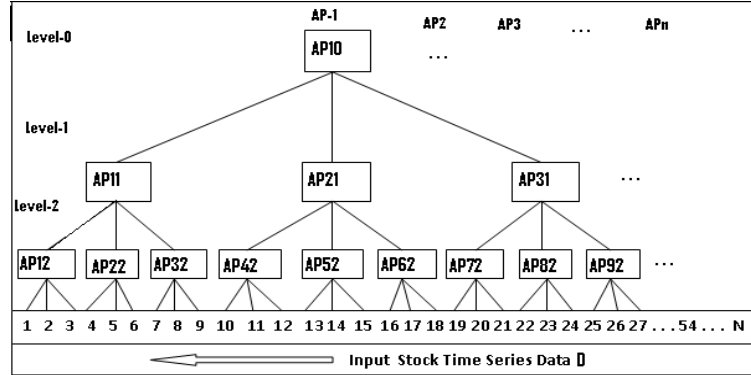 AP-1 AP2 AP3 ... APn
Level-0
AP10 ...
Level-1
AP11 AP21 AP31 ...
Level-2
AP12 AP22 AP32 AP42 AP52 AP62 AP72 AP82 AP92 ...
1 2 3 4 5 6 7 8 9 10 11 12 13 14 15 16 17 18 19 20 21 22 23 24 25 26 27 ... 54 ... N
Input Stock Time Series Data D